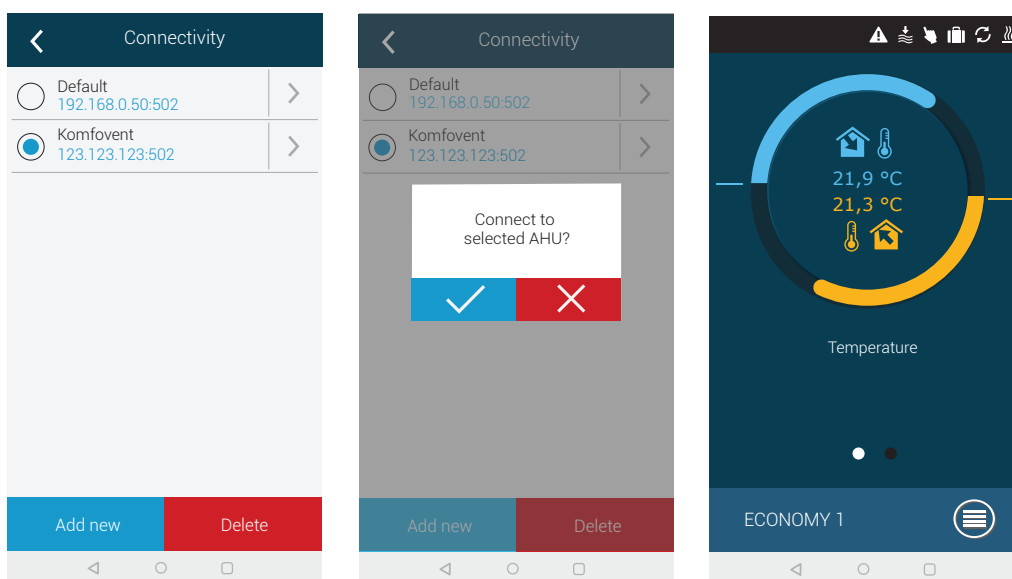 Connectivity
Default
192.168.0.50:502
Komfovent
123.123.123:502
Add new
Delete
Connectivity
Default
192.168.0.50:502
Komfovent
123.123.123:502
Connect to
selected AHU?
Add new
Delete
21,9 °C
21,3 °C
Temperature
ECONOMY 1